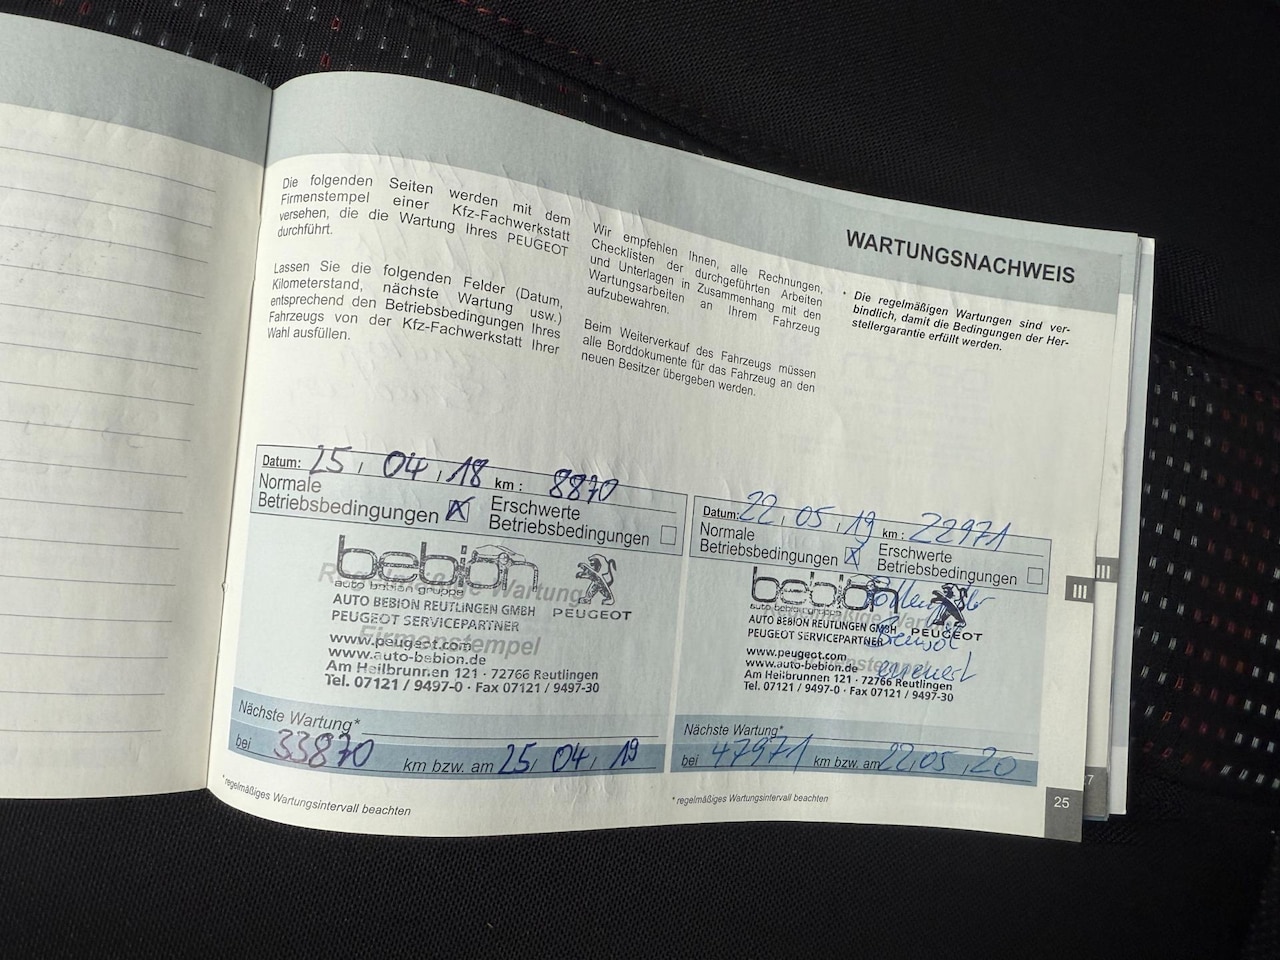 WARTUNGSNACHWEIS
Die folgenden Seiten werden mit dem
Firmenstempel einer Kfz-Fachwerkstatt
versehen, die die Wartung Ihres PEUGEOT
durchführt.
Lassen Sie die folgenden Felder (Datum,
Kilometerstand, nächste Wartung usw.)
entsprechend den Betriebsbedingungen Ihres
Fahrzeugs von der Kfz-Fachwerkstatt Ihrer
Wahl ausfüllen.
Wir empfehlen Ihnen, alle Rechnungen,
Checklisten der durchgeführten Arbeiten
und Unterlagen in Zusammenhang mit den
Wartungsarbeiten an Ihrem Fahrzeug
aufzubewahren.
Beim Weiterverkauf des Fahrzeugs müssen
alle Borddokumente für das Fahrzeug an den
neuen Besitzer übergeben werden.
• Die regelmäßigen Wartungen sind ver-
bindlich, damit die Bedingungen der Her-
stellergarantie erfüllt werden.
Datum: 25 , 04 , 18 km : 8870
Normale
Betriebsbedingungen X
Erschwerte
Betriebsbedingungen
Regelmäßige Wartung
Firmenstempel
bebion
auto bebion gruppe
PEUGEOT
AUTO BEBION REUTLINGEN GMBH
PEUGEOT SERVICEPARTNER
www.peugeot.com
www.auto-bebion.de
Am Heilbrunnen 121 · 72766 Reutlingen
Tel. 07121 / 9497-0 · Fax 07121 / 9497-30
Nächste Wartung*
bei 33870 km bzw. am 25, 04, 19
* regelmäßiges Wartungsintervall beachten
Datum: 22 , 05 , 19 km : 22971
Normale
Betriebsbedingungen X
Erschwerte
Betriebsbedingungen
bebion
auto bebion gruppe
PEUGEOT
AUTO BEBION REUTLINGEN GMBH
PEUGEOT SERVICEPARTNER
www.peugeot.com
www.auto-bebion.de
Am Heilbrunnen 121 · 72766 Reutlingen
Tel. 07121 / 9497-0 · Fax 07121 / 9497-30
erneuert
Nächste Wartung*
bei 47971 km bzw. am 22, 05 , 20
* regelmäßiges Wartungsintervall beachten
III
III
25